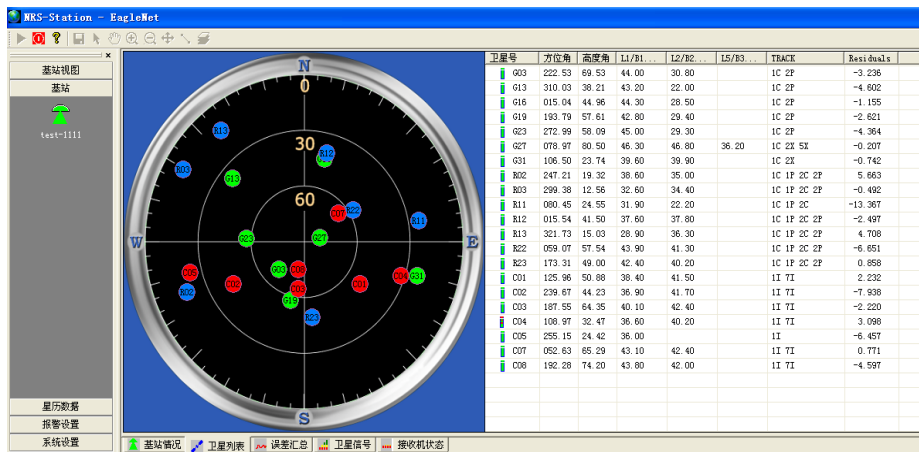 NRS-Station - EagleNet
基站视图
基站
test-1111
星历数据
报警设置
系统设置
N
0
30
60
W
E
S
R13
R12
R03
G13
C07
R22
R11
G23
G27
C05
G03
C08
C04
G31
R02
C02
C03
C01
G19
R23
基站情况 卫星列表 误差汇总 卫星信号 接收机状态
卫星号 方位角 高度角 L1/B1... L2/B2... L5/B3... TRACK Residuals
G03 222.53 69.53 44.00 30.80 1C 2P -3.236
G13 310.03 38.21 43.20 22.00 1C 2P -4.602
G16 015.04 44.96 44.30 28.50 1C 2P -1.155
G19 193.79 57.61 42.80 29.40 1C 2P -2.621
G23 272.99 58.09 45.00 29.30 1C 2P -4.364
G27 078.97 80.50 46.30 46.80 36.20 1C 2X 5X -0.207
G31 106.50 23.74 39.60 39.90 1C 2X -0.742
R02 247.21 19.32 38.60 35.00 1C 1P 2C 2P 5.663
R03 299.38 12.56 32.60 34.40 1C 1P 2C 2P -0.492
R11 080.45 24.55 31.90 22.20 1C 1P 2C -13.367
R12 015.54 41.50 37.60 37.80 1C 1P 2C 2P -2.497
R13 321.73 15.03 28.90 36.30 1C 1P 2C 2P 4.708
R22 059.07 57.54 43.90 41.30 1C 1P 2C 2P -6.651
R23 173.31 49.00 42.40 40.20 1C 1P 2C 2P 0.858
C01 125.96 50.88 38.40 41.50 1I 7I 2.232
C02 239.67 44.23 36.90 41.70 1I 7I -7.938
C03 187.55 64.35 40.10 42.40 1I 7I -2.220
C04 108.97 32.47 36.60 40.20 1I 7I 3.098
C05 255.15 24.42 36.00 1I -6.457
C07 052.63 65.29 43.10 42.40 1I 7I 0.771
C08 192.28 74.20 43.80 42.00 1I 7I -4.597